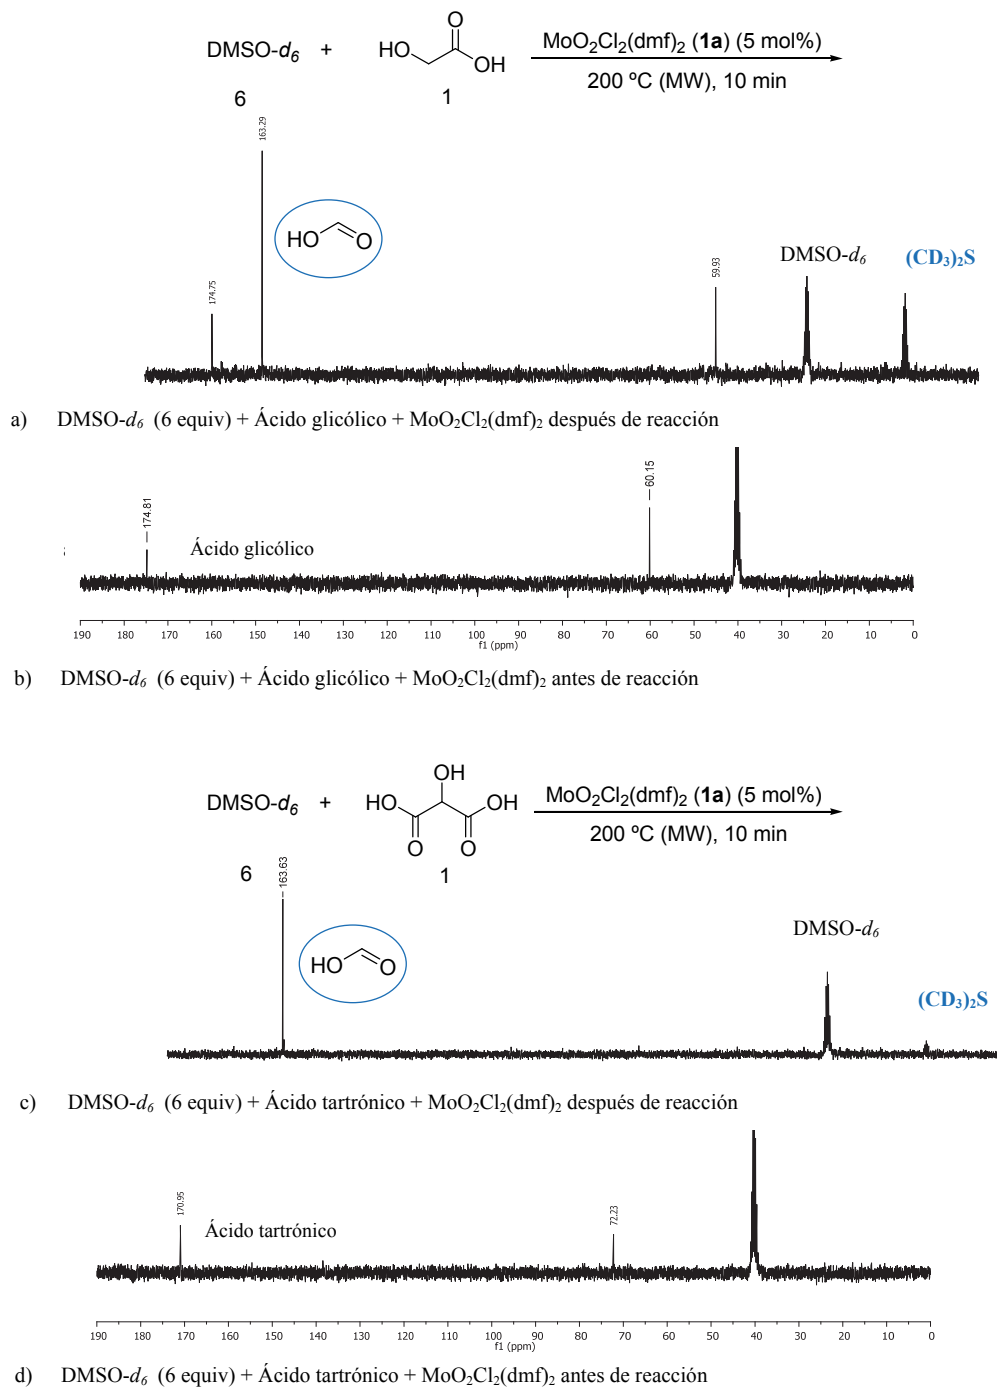 O
DMSO-d6 + HO OH MoO2Cl2(dmf)2 (1a) (5 mol%)
200 ºC (MW), 10 min
6 1
163.29
HO O
174.75
59.93
DMSO-d6
(CD3)2S
a) DMSO-d6 (6 equiv) + Ácido glicólico + MoO2Cl2(dmf)2 después de reacción
174.81
60.15
Ácido glicólico
190 180 170 160 150 140 130 120 110 100 90 80 70 60 50 40 30 20 10 0
f1 (ppm)
b) DMSO-d6 (6 equiv) + Ácido glicólico + MoO2Cl2(dmf)2 antes de reacción
OH
DMSO-d6 + HO OH MoO2Cl2(dmf)2 (1a) (5 mol%)
O O 200 ºC (MW), 10 min
6 1
163.63
HO O
DMSO-d6
(CD3)2S
c) DMSO-d6 (6 equiv) + Ácido tartrónico + MoO2Cl2(dmf)2 después de reacción
170.95
72.23
Ácido tartrónico
190 180 170 160 150 140 130 120 110 100 90 80 70 60 50 40 30 20 10 0
f1 (ppm)
d) DMSO-d6 (6 equiv) + Ácido tartrónico + MoO2Cl2(dmf)2 antes de reacción